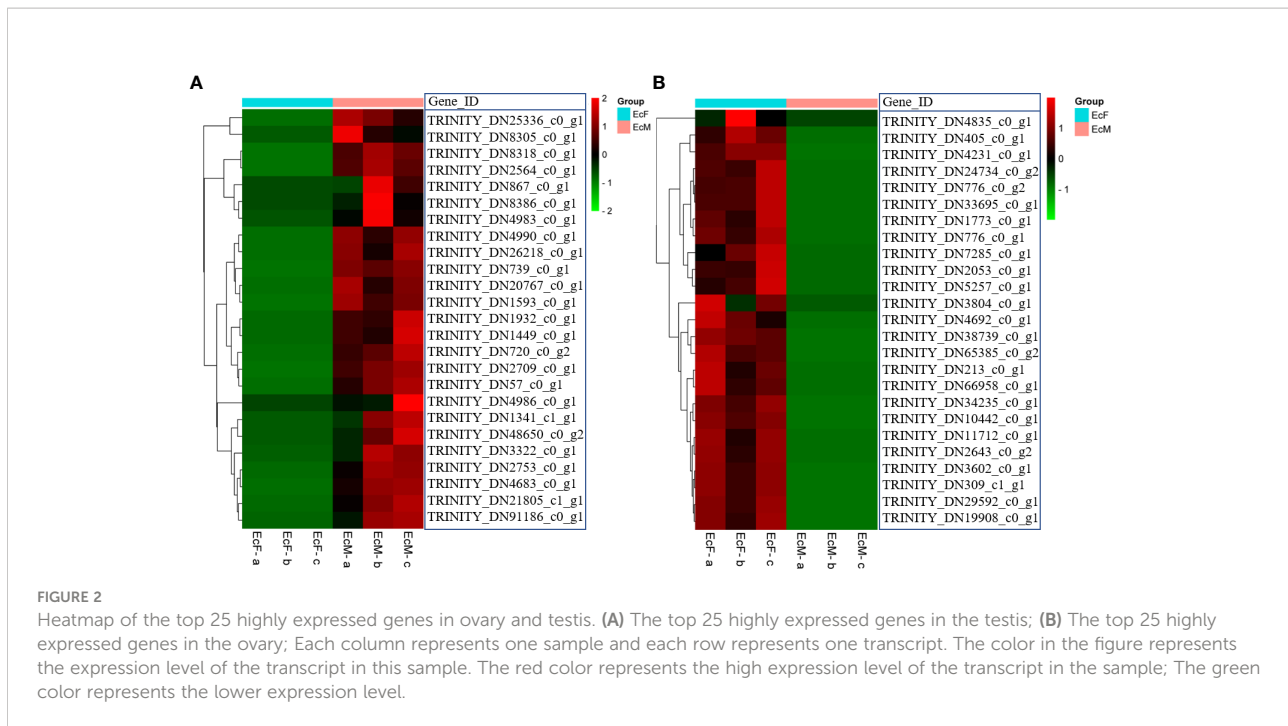 A
Gene_ID
TRINITY_DN25336_c0_g1
TRINITY_DN8305_c0_g1
TRINITY_DN8318_c0_g1
TRINITY_DN2564_c0_g1
TRINITY_DN867_c0_g1
TRINITY_DN8386_c0_g1
TRINITY_DN4983_c0_g1
TRINITY_DN4990_c0_g1
TRINITY_DN26218_c0_g1
TRINITY_DN739_c0_g1
TRINITY_DN20767_c0_g1
TRINITY_DN1593_c0_g1
TRINITY_DN1932_c0_g1
TRINITY_DN1449_c0_g1
TRINITY_DN720_c0_g2
TRINITY_DN2709_c0_g1
TRINITY_DN57_c0_g1
TRINITY_DN4986_c0_g1
TRINITY_DN1341_c1_g1
TRINITY_DN48650_c0_g2
TRINITY_DN3322_c0_g1
TRINITY_DN2753_c0_g1
TRINITY_DN4683_c0_g1
TRINITY_DN21805_c1_g1
TRINITY_DN91186_c0_g1
EcF- a
EcF- b
EcF- c
EcM- a
EcM- b
EcM- c
2
1
0
- 1
- 2
Group
EcF
EcM
B
Gene_ID
TRINITY_DN4835_c0_g1
TRINITY_DN405_c0_g1
TRINITY_DN4231_c0_g1
TRINITY_DN24734_c0_g2
TRINITY_DN776_c0_g2
TRINITY_DN33695_c0_g1
TRINITY_DN1773_c0_g1
TRINITY_DN776_c0_g1
TRINITY_DN7285_c0_g1
TRINITY_DN2053_c0_g1
TRINITY_DN5257_c0_g1
TRINITY_DN3804_c0_g1
TRINITY_DN4692_c0_g1
TRINITY_DN38739_c0_g1
TRINITY_DN65385_c0_g2
TRINITY_DN213_c0_g1
TRINITY_DN66958_c0_g1
TRINITY_DN34235_c0_g1
TRINITY_DN10442_c0_g1
TRINITY_DN11712_c0_g1
TRINITY_DN2643_c0_g2
TRINITY_DN3602_c0_g1
TRINITY_DN309_c1_g1
TRINITY_DN29592_c0_g1
TRINITY_DN19908_c0_g1
EcF- a
EcF- b
EcF- c
EcM- a
EcM- b
EcM- c
1
0
- 1
Group
EcF
EcM
FIGURE 2
Heatmap of the top 25 highly expressed genes in ovary and testis. (A) The top 25 highly expressed genes in the testis; (B) The top 25 highly
expressed genes in the ovary; Each column represents one sample and each row represents one transcript. The color in the figure represents
the expression level of the transcript in this sample. The red color represents the high expression level of the transcript in the sample; The green
color represents the lower expression level.